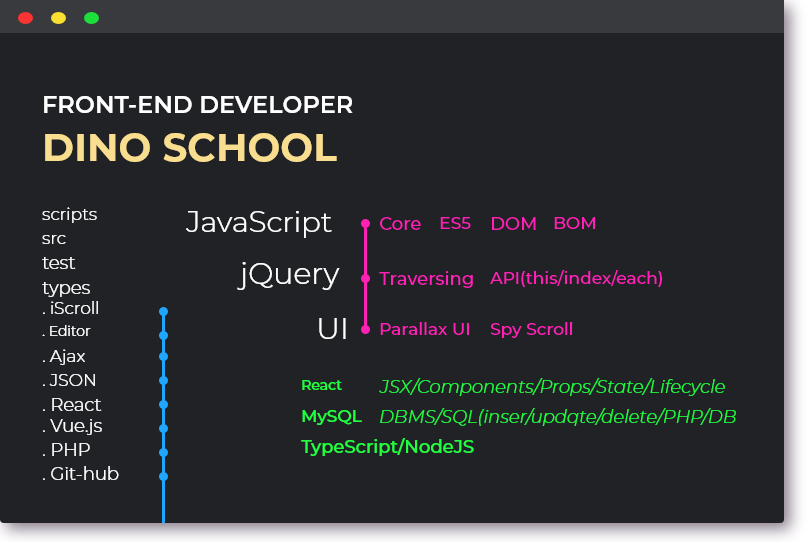 FRONT-END DEVELOPER
DINO SCHOOL
scripts
src
test
types
. iScroll
. Editor
. Ajax
. JSON
. React
. Vue.js
. PHP
. Git-hub
JavaScript Core ES5 DOM BOM
jQuery Traversing API(this/index/each)
UI Parallax UI Spy Scroll
React JSX/Components/Props/State/Lifecycle
MySQL DBMS/SQL(inser/updqte/delete/PHP/DB
TypeScript/NodeJS